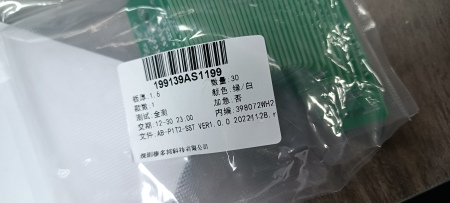 199139AS1199
板厚:1.6 数量:30
款数:1 颜色:绿/白
测试:全测 加急:否
交期:12-30 23:00 内编:398072WH2
文件:AB-P1T3-SST VER1.0.0 20221128.r